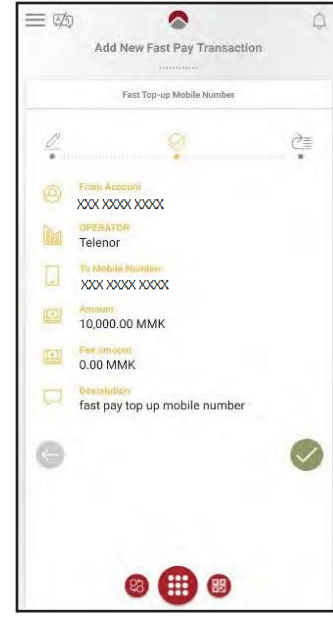 Add New Fast Pay Transaction
Fast Top-up Mobile Number
From Account
XXX XXXX XXXX
OPERATOR
Telenor
To Mobile Number
XXX XXXX XXXX
Amount
10,000.00 MMK
Fee amount
0.00 MMK
Description
fast pay top up mobile number